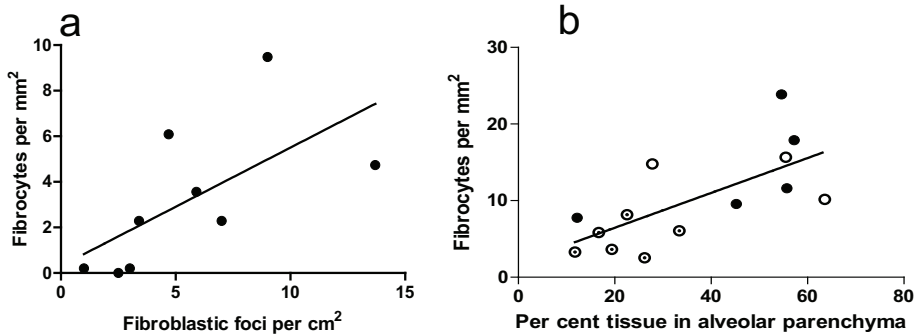 a
Fibrocytes per mm²
10
8
6
4
2
0
0 5 10 15
Fibroblastic foci per cm²
b
Fibrocytes per mm²
30
20
10
0
0 20 40 60 80
Per cent tissue in alveolar parenchyma